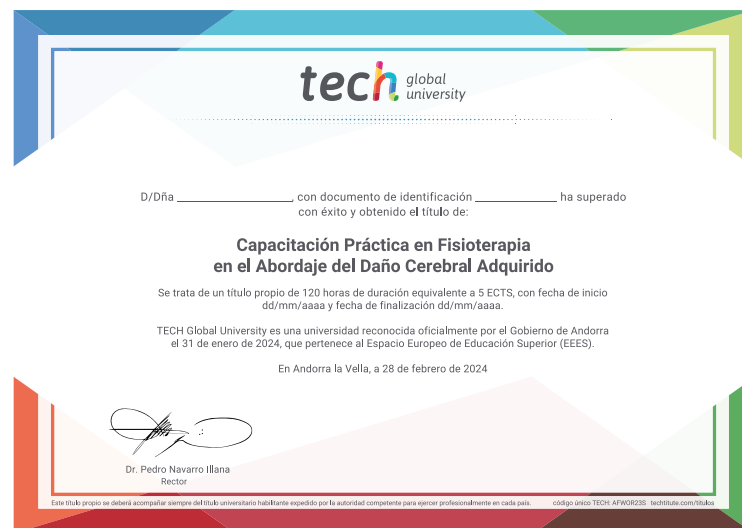 tech global university
D/Dña ____________________, con documento de identificación ______________ ha superado
con éxito y obtenido el título de:
Capacitación Práctica en Fisioterapia
en el Abordaje del Daño Cerebral Adquirido
Se trata de un título propio de 120 horas de duración equivalente a 5 ECTS, con fecha de inicio
dd/mm/aaaa y fecha de finalización dd/mm/aaaa.
TECH Global University es una universidad reconocida oficialmente por el Gobierno de Andorra
el 31 de enero de 2024, que pertenece al Espacio Europeo de Educación Superior (EEES).
En Andorra la Vella, a 28 de febrero de 2024
Dr. Pedro Navarro Illana
Rector
Este título propio se deberá acompañar siempre del título universitario habilitante expedido por la autoridad competente para ejercer profesionalmente en cada país. código único TECH: AFWOR23S techtitute.com/titulos